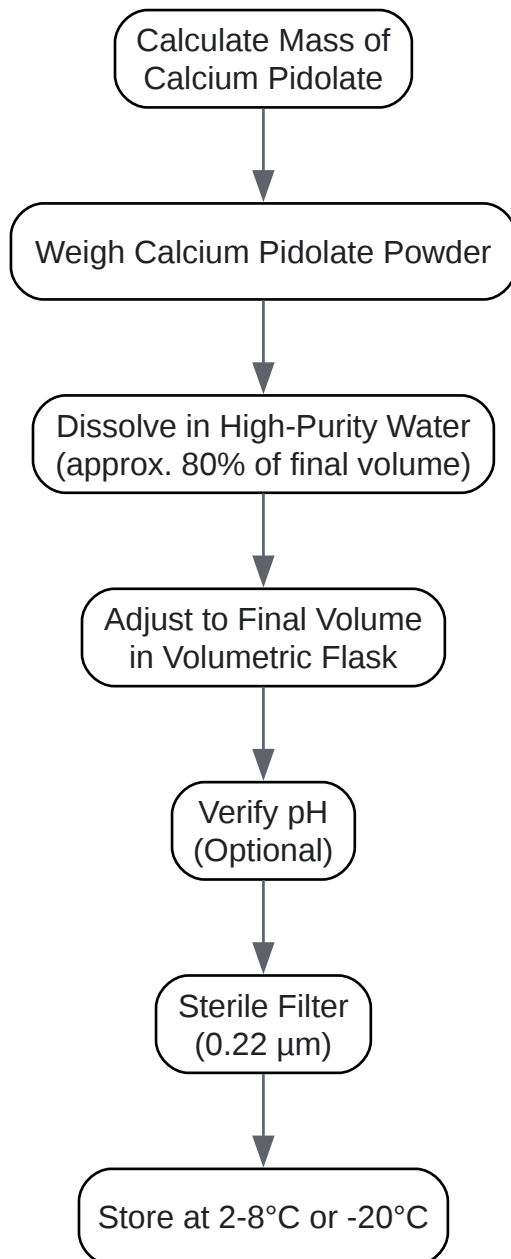 Calculate Mass of
Calcium Pidolate
Weigh Calcium Pidolate Powder
Dissolve in High-Purity Water
(approx. 80% of final volume)
Adjust to Final Volume
in Volumetric Flask
Verify pH
(Optional)
Sterile Filter
(0.22 µm)
Store at 2-8°C or -20°C